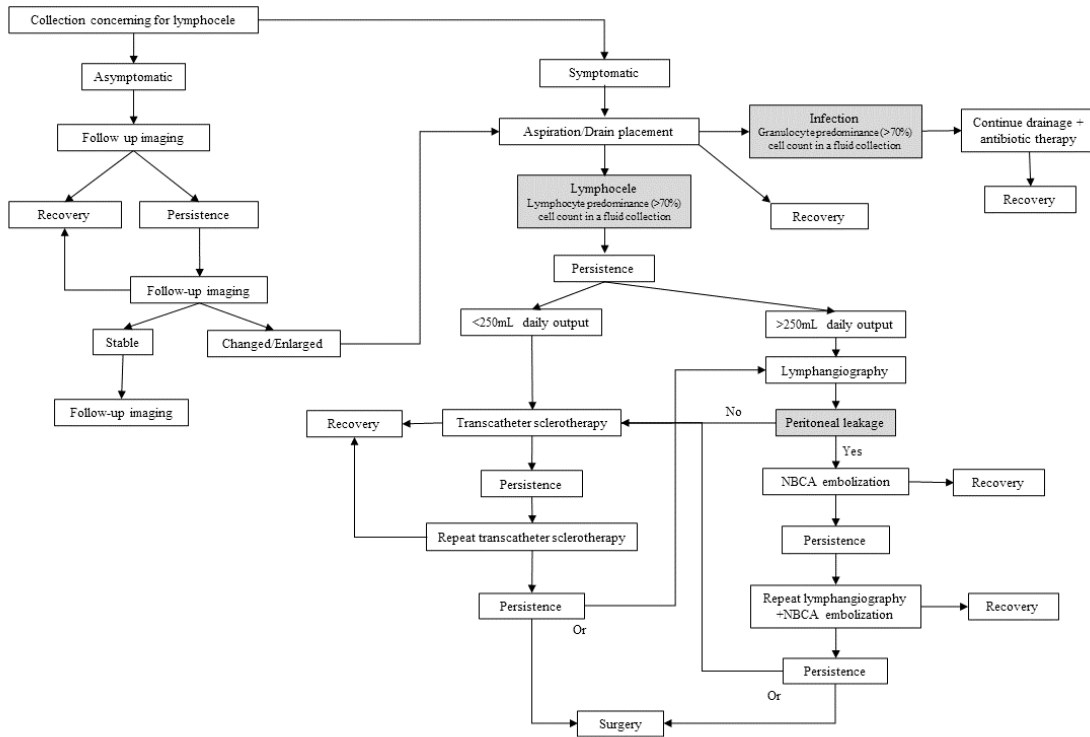 Collection concerning for lymphocele
Asymptomatic
Symptomatic
Follow up imaging
Aspiration/Drain placement
Infection
Granulocyte predominance (>70%)
cell count in a fluid collection
Continue drainage +
antibiotic therapy
Recovery
Persistence
Lymphocele
Lymphocyte predominance (>70%)
cell count in a fluid collection
Recovery
Recovery
Persistence
Follow-up imaging
Stable
Changed/Enlarged
<250mL daily output
>250mL daily output
Follow-up imaging
Lymphangiography
Recovery
Transcatheter sclerotherapy
No
Peritoneal leakage
Yes
Persistence
NBCA embolization
Recovery
Repeat transcatheter sclerotherapy
Persistence
Persistence
Or
Repeat lymphangiography
+NBCA embolization
Recovery
Persistence
Or
Surgery